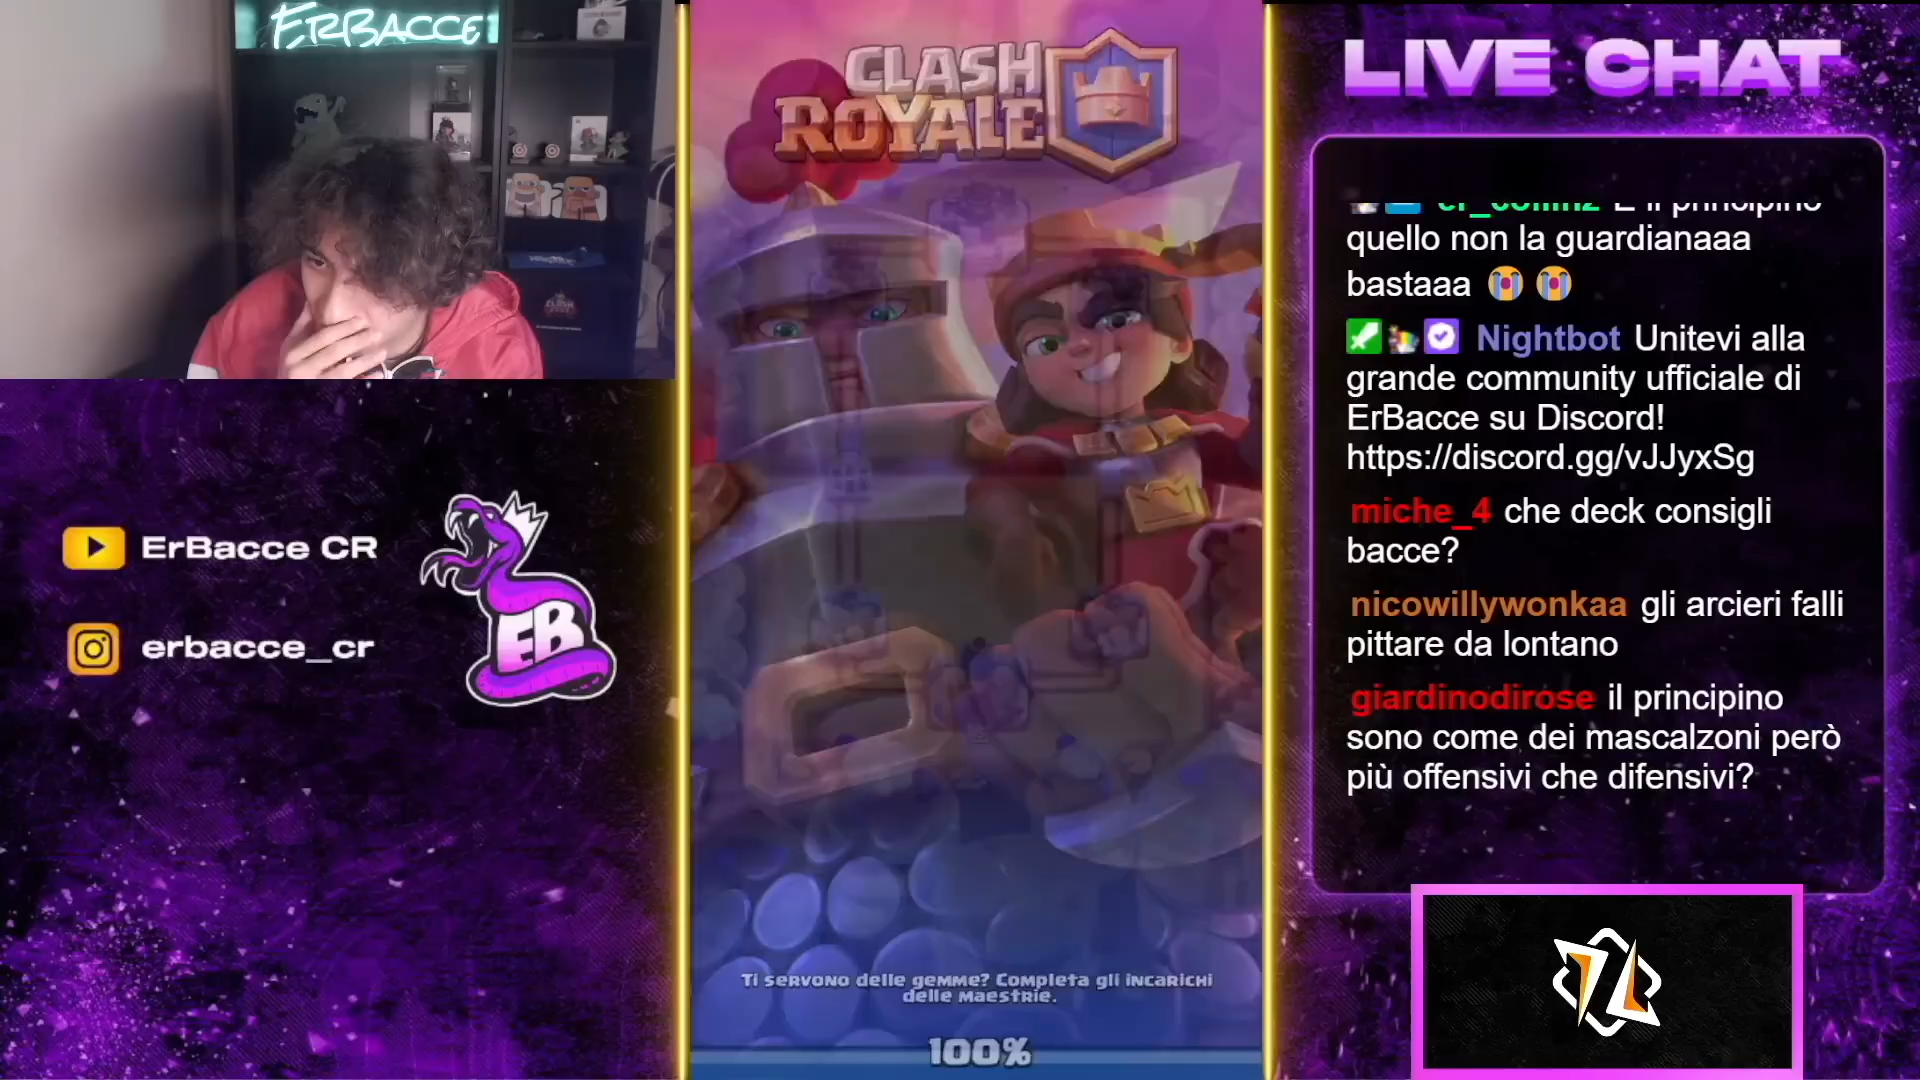 ERBACCE
CLASH
ROYALE
LIVE CHAT
er_collinz E il principino
quello non la guardianaaa
bastaaa
Nightbot Unitevi alla
grande community ufficiale di
ErBacce su Discord!
https://discord.gg/vJJyxSg
miche_4 che deck consigli
bacce?
nicowillywonkaa gli arcieri falli
pittare da lontano
giardinodirose il principino
sono come dei mascalzoni però
più offensivi che difensivi?
ErBacce CR
erbacce_cr
EB
Ti servono delle gemme? Completa gli incarichi
delle maestrie.
100%